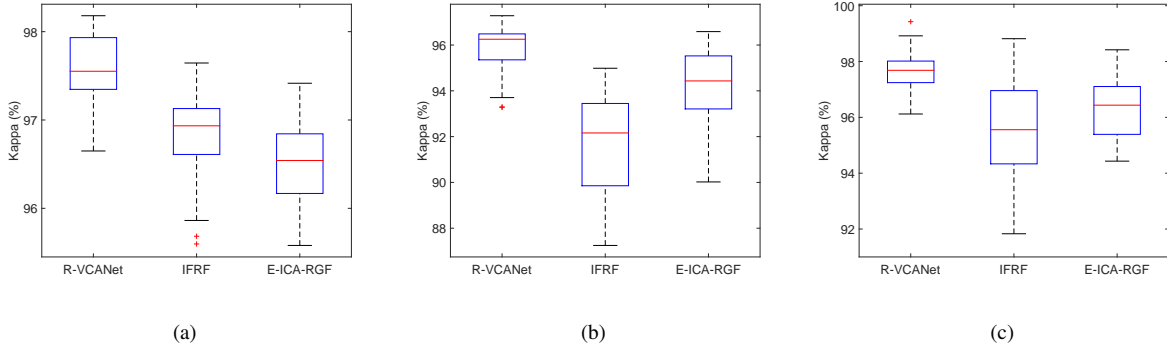 98
97
96
Kappa (%)
R-VCANet IFRF E-ICA-RGF
(a)
96
94
92
90
88
Kappa (%)
R-VCANet IFRF E-ICA-RGF
(b)
100
98
96
94
92
Kappa (%)
R-VCANet IFRF E-ICA-RGF
(c)